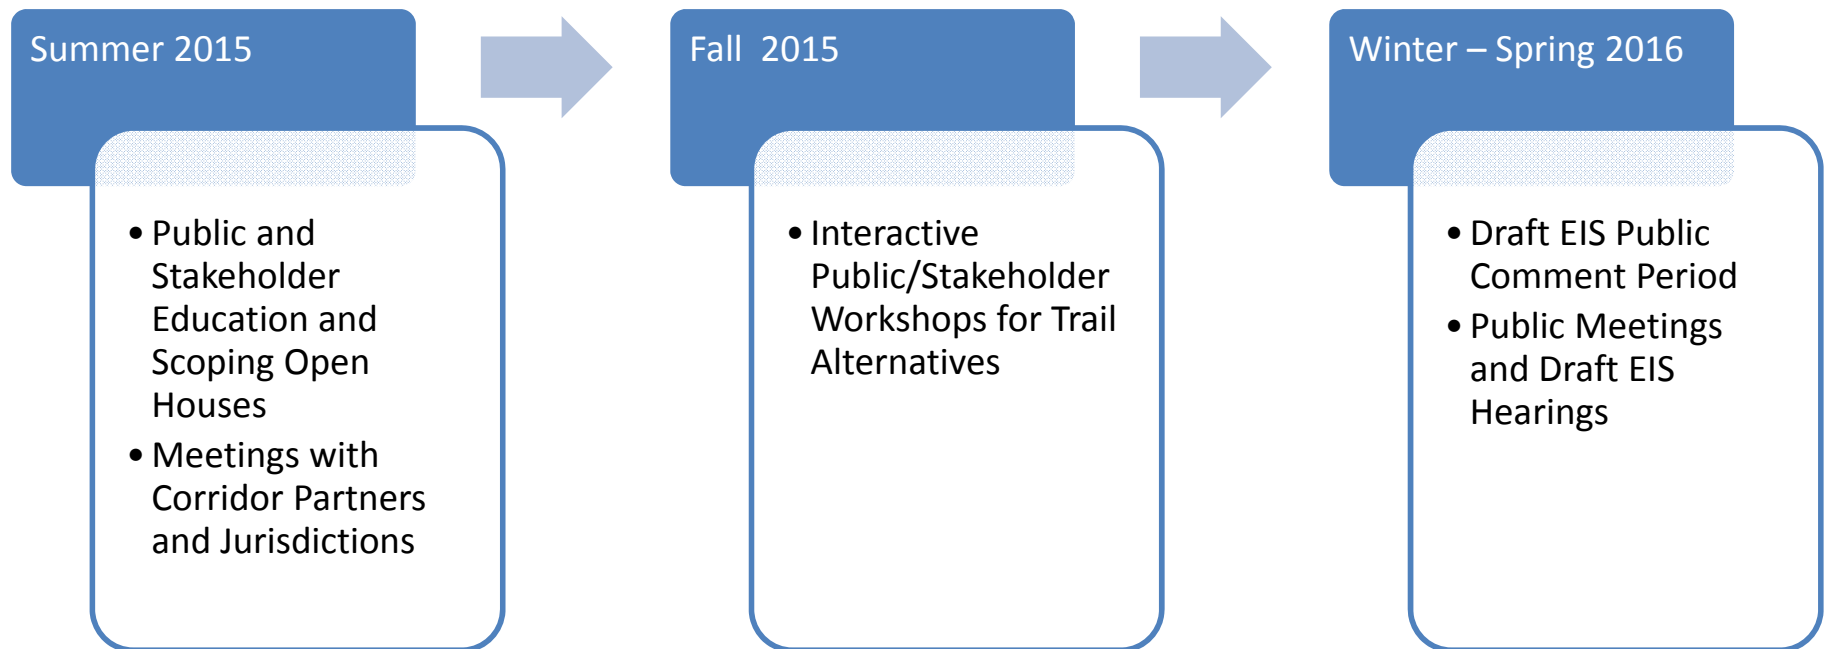 Summer 2015
• Public and
Stakeholder
Education and
Scoping Open
Houses
• Meetings with
Corridor Partners
and Jurisdictions
Fall  2015
• Interactive
Public/Stakeholder
Workshops for Trail
Alternatives
Winter – Spring 2016
• Draft EIS Public
Comment Period
• Public Meetings
and Draft EIS
Hearings